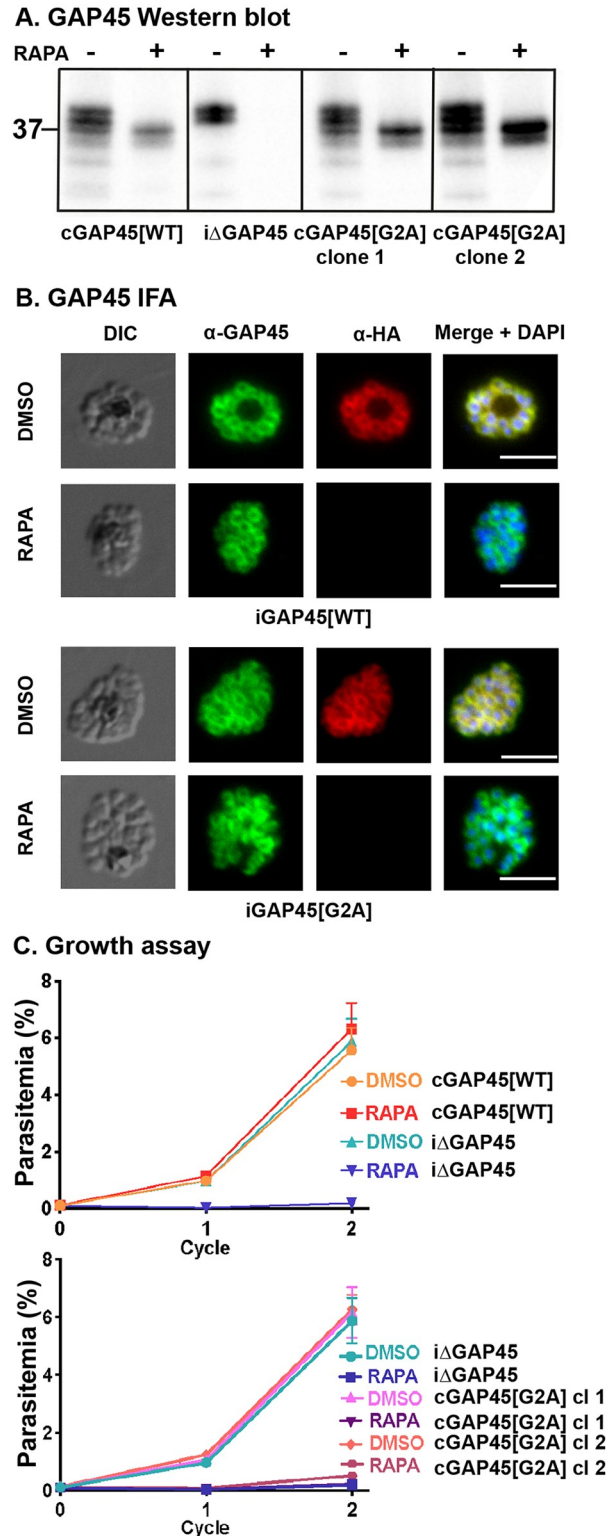 A. GAP45 Western blot
RAPA - + - + - + - +
37
cGAP45[WT] iΔGAP45 cGAP45[G2A] cGAP45[G2A]
clone 1 clone 2
B. GAP45 IFA
DIC α-GAP45 α-HA Merge + DAPI
DMSO
RAPA
iGAP45[WT]
DMSO
RAPA
iGAP45[G2A]
C. Growth assay
Parasitemia (%)
8
6
4
2
0
0 1 2
Cycle
DMSO cGAP45[WT]
RAPA cGAP45[WT]
DMSO iΔGAP45
RAPA iΔGAP45
Parasitemia (%)
8
6
4
2
0
0 1 2
Cycle
DMSO iΔGAP45
RAPA iΔGAP45
DMSO cGAP45[G2A] cl 1
RAPA cGAP45[G2A] cl 1
DMSO cGAP45[G2A] cl 2
RAPA cGAP45[G2A] cl 2